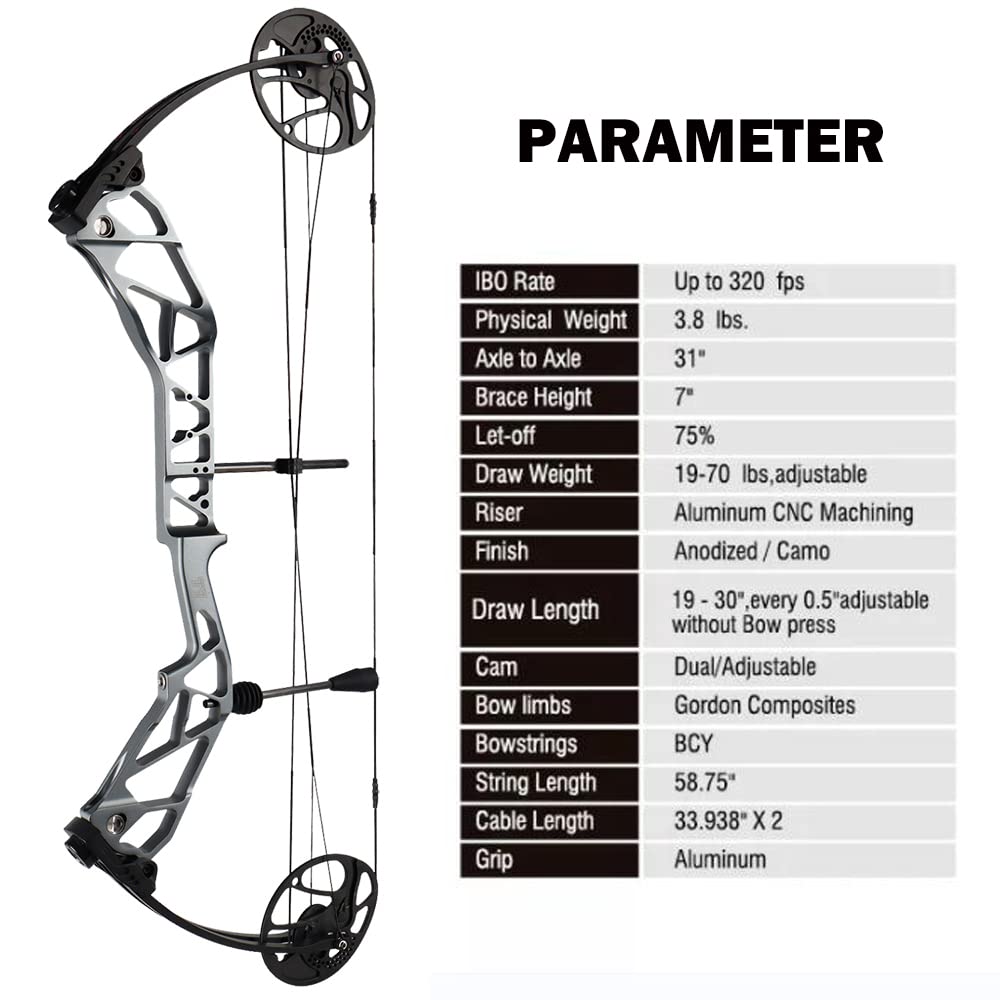 PARAMETER
IBO Rate Up to 320 fps
Physical Weight 3.8 lbs.
Axle to Axle 31"
Brace Height 7"
Let-off 75%
Draw Weight 19-70 lbs,adjustable
Riser Aluminum CNC Machining
Finish Anodized / Camo
Draw Length 19 - 30",every 0.5"adjustable
without Bow press
Cam Dual/Adjustable
Bow limbs Gordon Composites
Bowstrings BCY
String Length 58.75"
Cable Length 33.938" X 2
Grip Aluminum